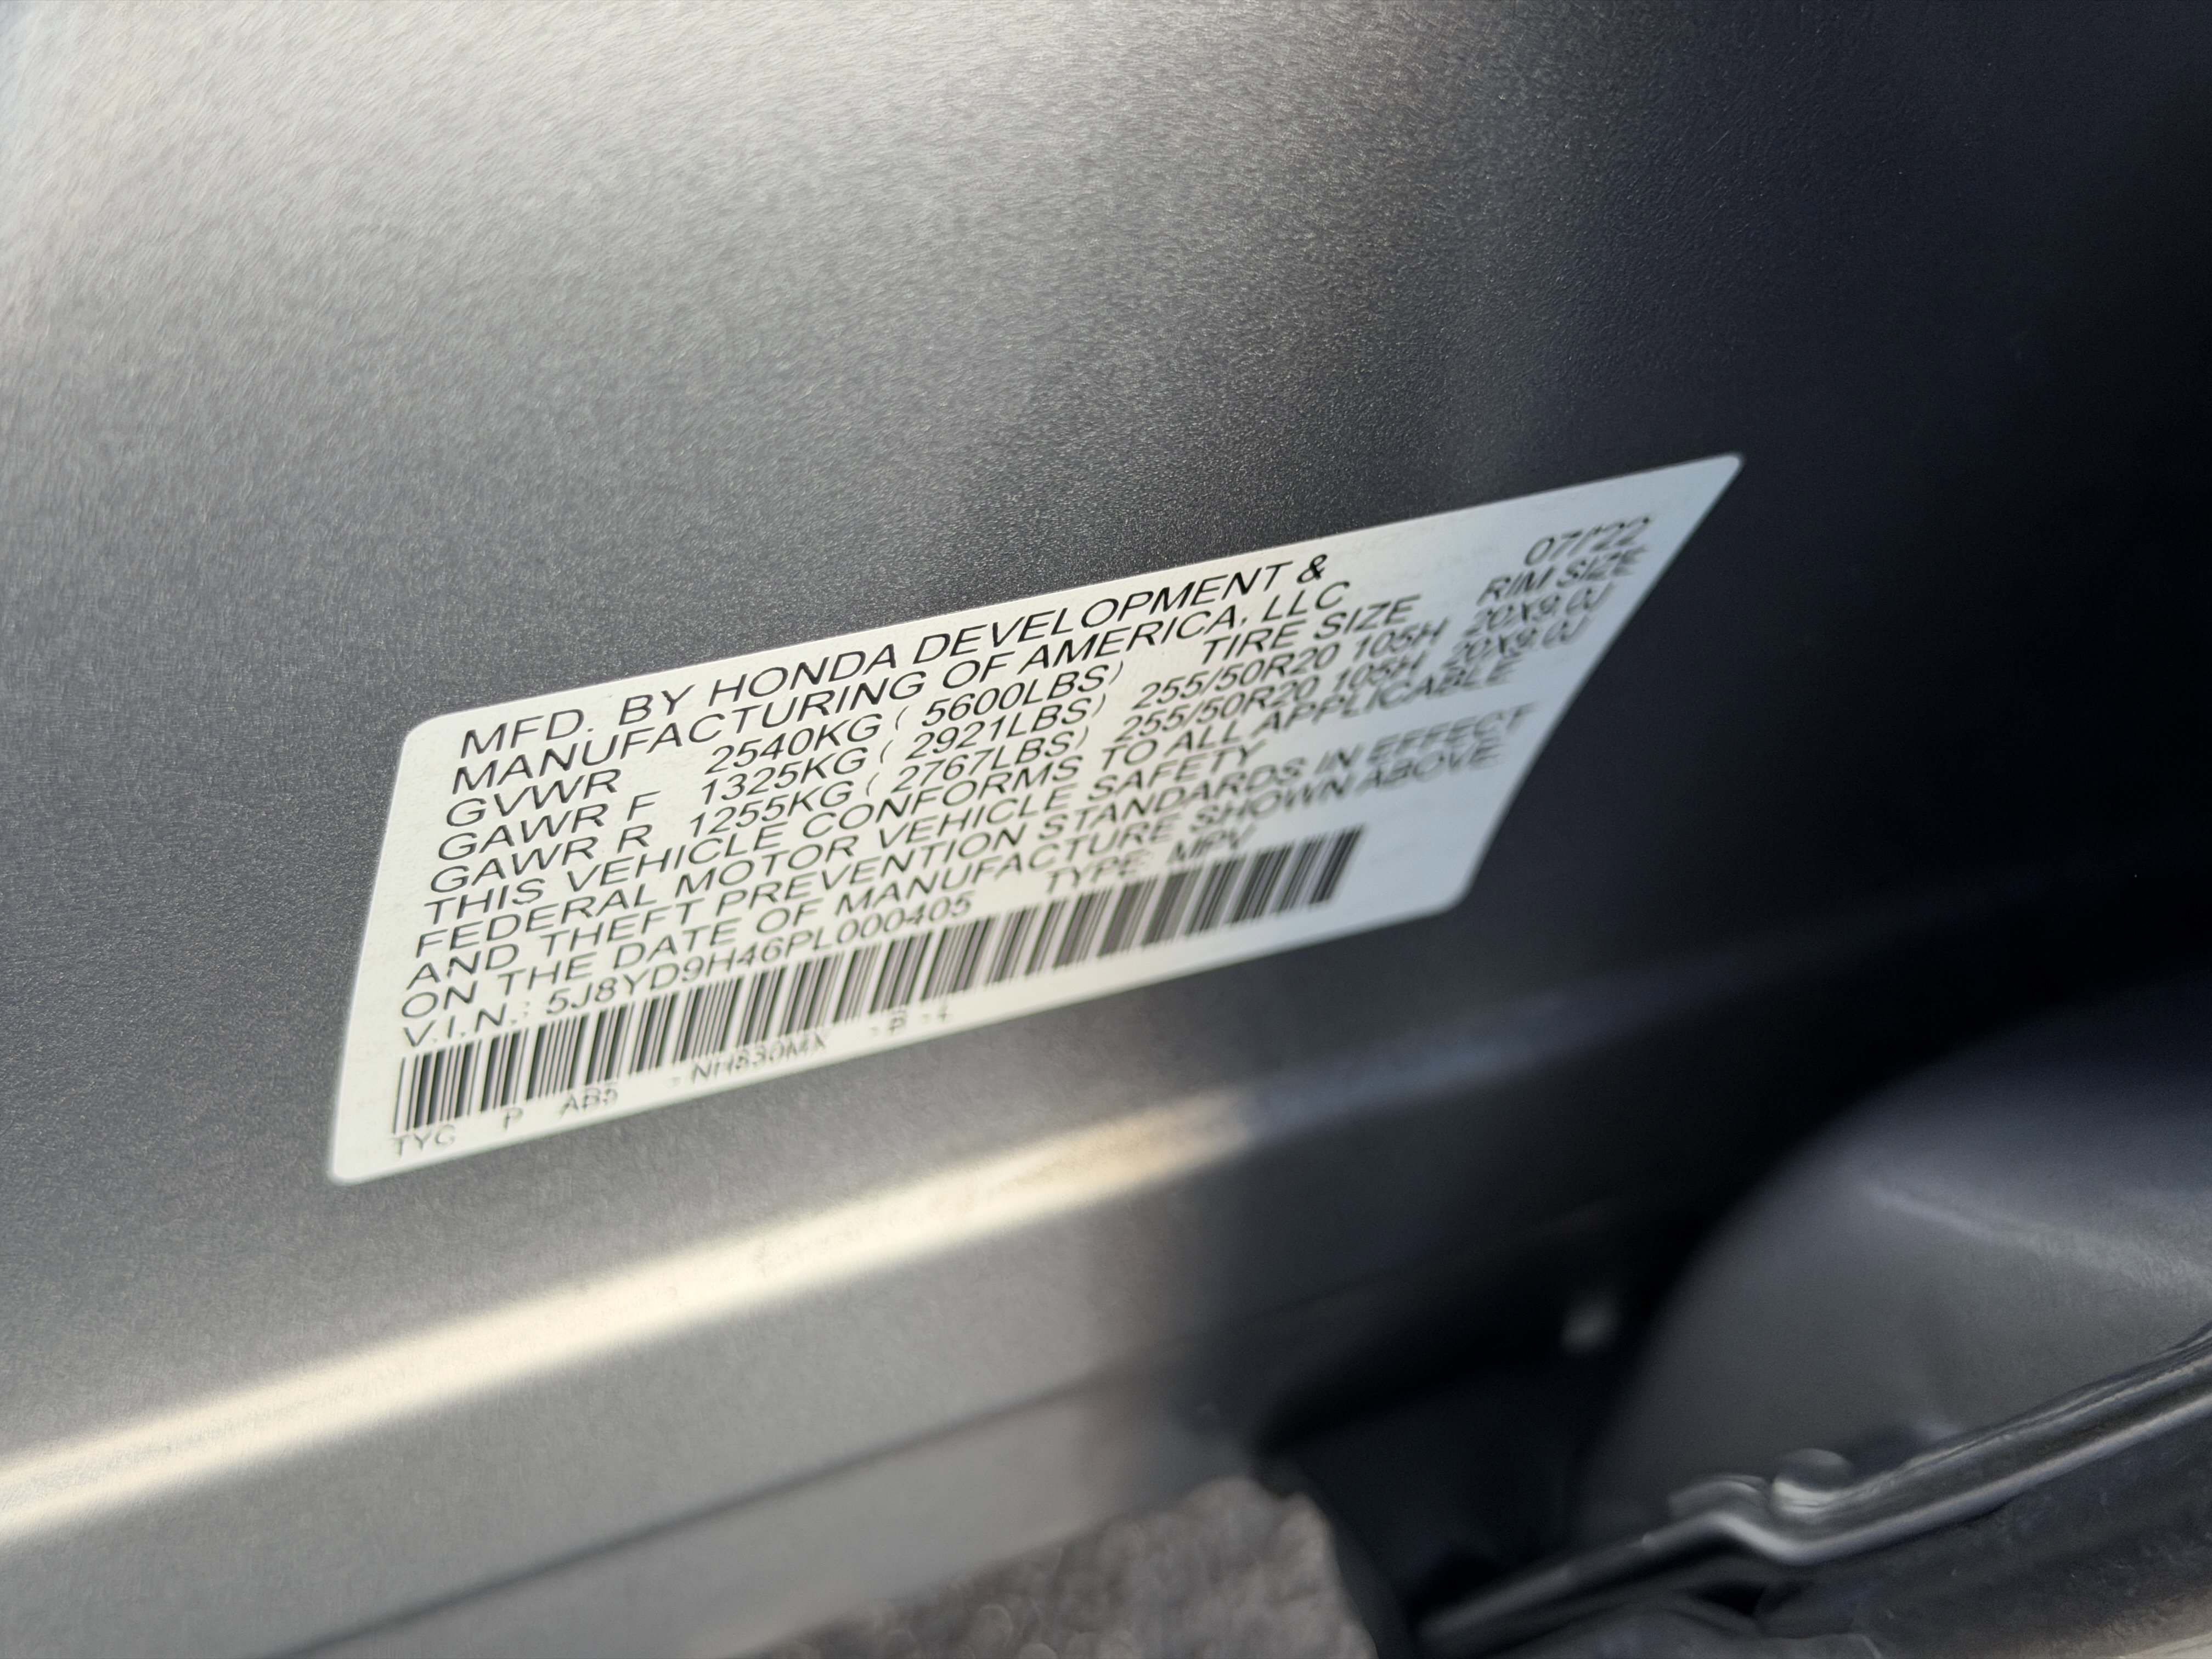 MFD. BY HONDA DEVELOPMENT & 07/'22
MANUFACTURING OF AMERICA, LLC RIM SIZE
GVWR 2540KG ( 5600LBS) TIRE SIZE 20X9.0J
GAWR F 1325KG ( 2921LBS) 255/50R20 105H 20X9.0J
GAWR R 1255KG ( 2767LBS) 255/50R20 105H
THIS VEHICLE CONFORMS TO ALL APPLICABLE
FEDERAL MOTOR VEHICLE SAFETY
AND THEFT PREVENTION STANDARDS IN EFFECT
ON THE DATE OF MANUFACTURE SHOWN ABOVE
V.I.N.: 5J8YD9H46PL000405 TYPE: MPV
TYG P AB5 - NH830MX